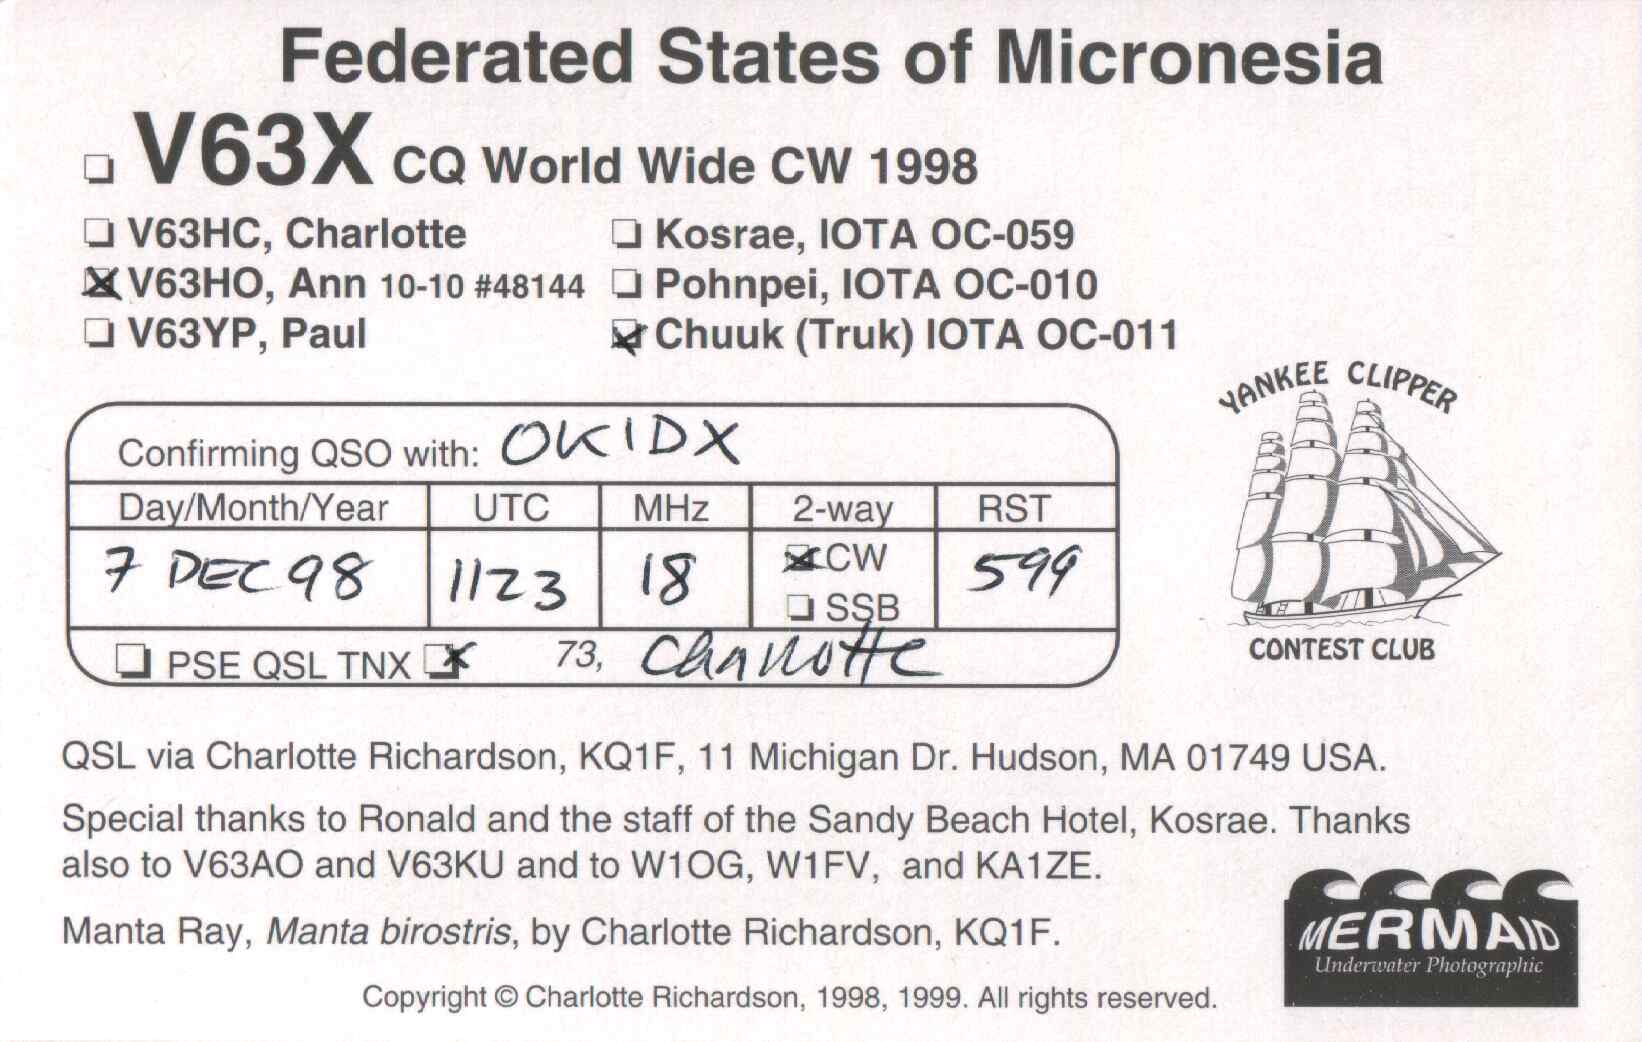 Federated States of Micronesia
V63X CQ World Wide CW 1998
V63HC, Charlotte Kosrae, IOTA OC-059
V63HO, Ann 10-10 #48144 Pohnpei, IOTA OC-010
V63YP, Paul Chuuk (Truk) IOTA OC-011
YANKEE CLIPPER
CONTEST CLUB
Confirming QSO with: OK1DX
Day/Month/Year UTC MHz 2-way RST
7 DEC 98 1123 18 CW 599
SSB
PSE QSL TNX 73, Charlotte
QSL via Charlotte Richardson, KQ1F, 11 Michigan Dr. Hudson, MA 01749 USA.
Special thanks to Ronald and the staff of the Sandy Beach Hotel, Kosrae. Thanks
also to V63AO and V63KU and to W1OG, W1FV, and KA1ZE.
Manta Ray, Manta birostris, by Charlotte Richardson, KQ1F.
MERMAID
Underwater Photographic
Copyright © Charlotte Richardson, 1998, 1999. All rights reserved.